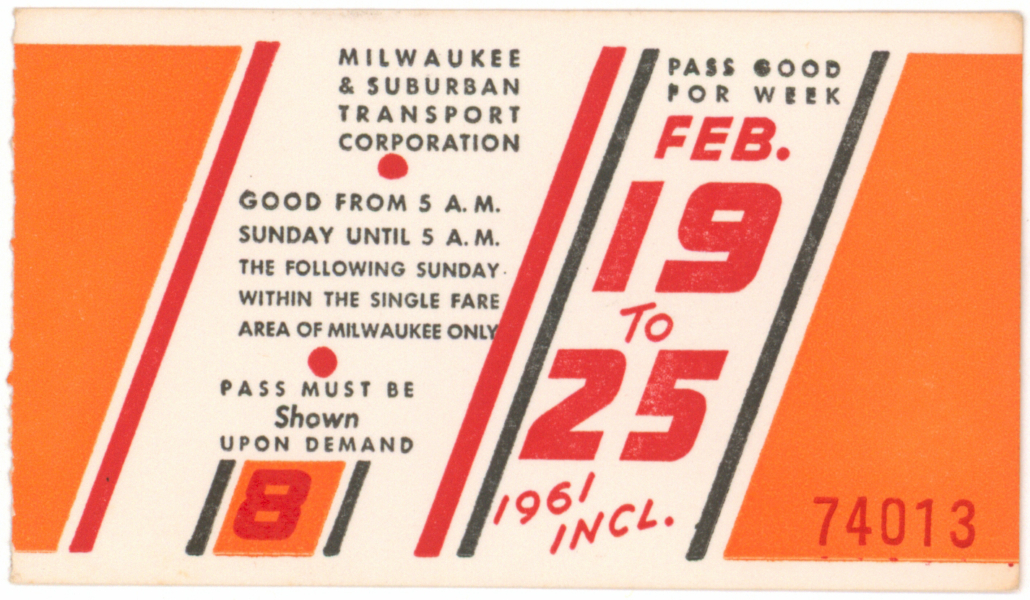 MILWAUKEE
& SUBURBAN
TRANSPORT
CORPORATION
GOOD FROM 5 A.M.
SUNDAY UNTIL 5 A.M.
THE FOLLOWING SUNDAY
WITHIN THE SINGLE FARE
AREA OF MILWAUKEE ONLY
PASS MUST BE
Shown
UPON DEMAND
8
PASS GOOD
FOR WEEK
FEB.
19
TO
25
1961
INCL.
74013